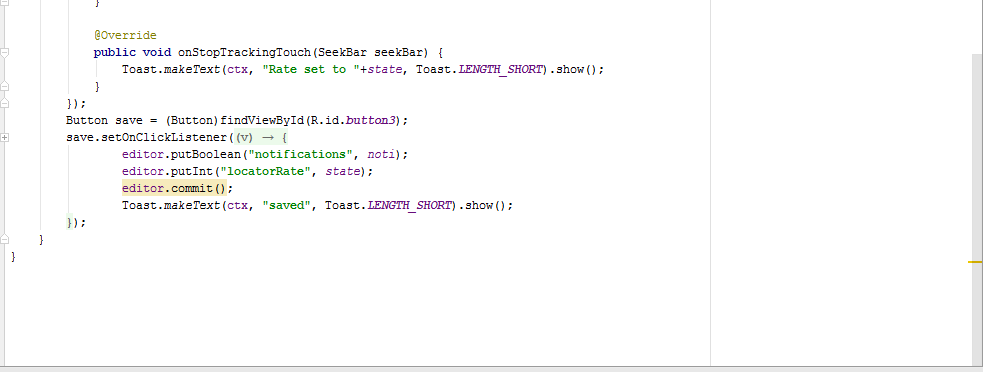 }
@Override
public void onStopTrackingTouch(SeekBar seekBar) {
Toast.makeText(ctx, "Rate set to "+state, Toast.LENGTH_SHORT).show();
}
});
Button save = (Button)findViewById(R.id.button3);
save.setOnClickListener((v) → {
editor.putBoolean("notifications", noti);
editor.putInt("locatorRate", state);
editor.commit();
Toast.makeText(ctx, "saved", Toast.LENGTH_SHORT).show();
});
}
}